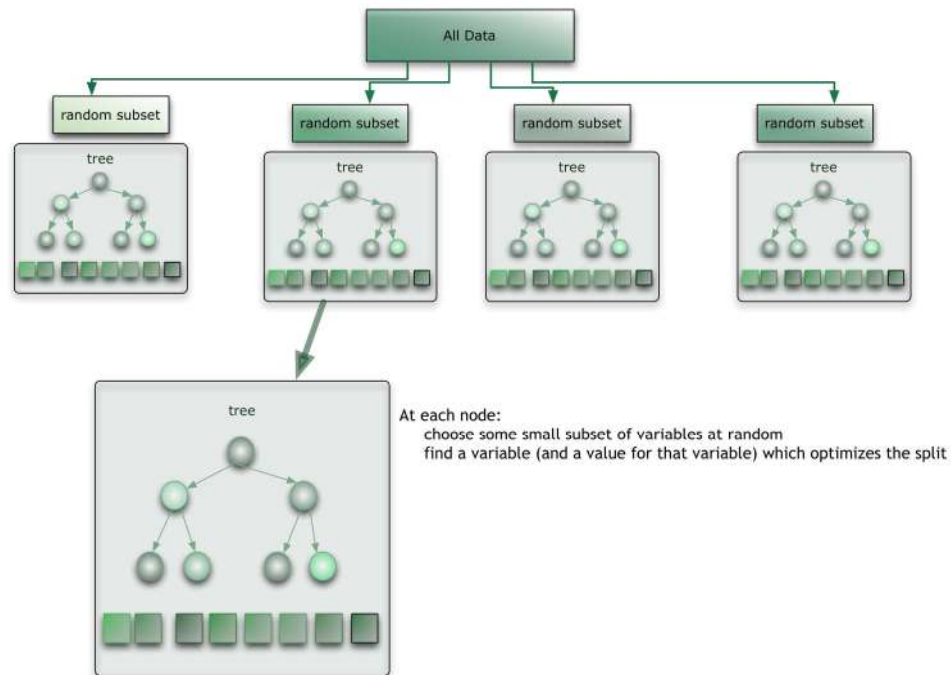 All Data
random subset
random subset
random subset
random subset
tree
tree
tree
tree
tree
At each node:
choose some small subset of variables at random
find a variable (and a value for that variable) which optimizes the split